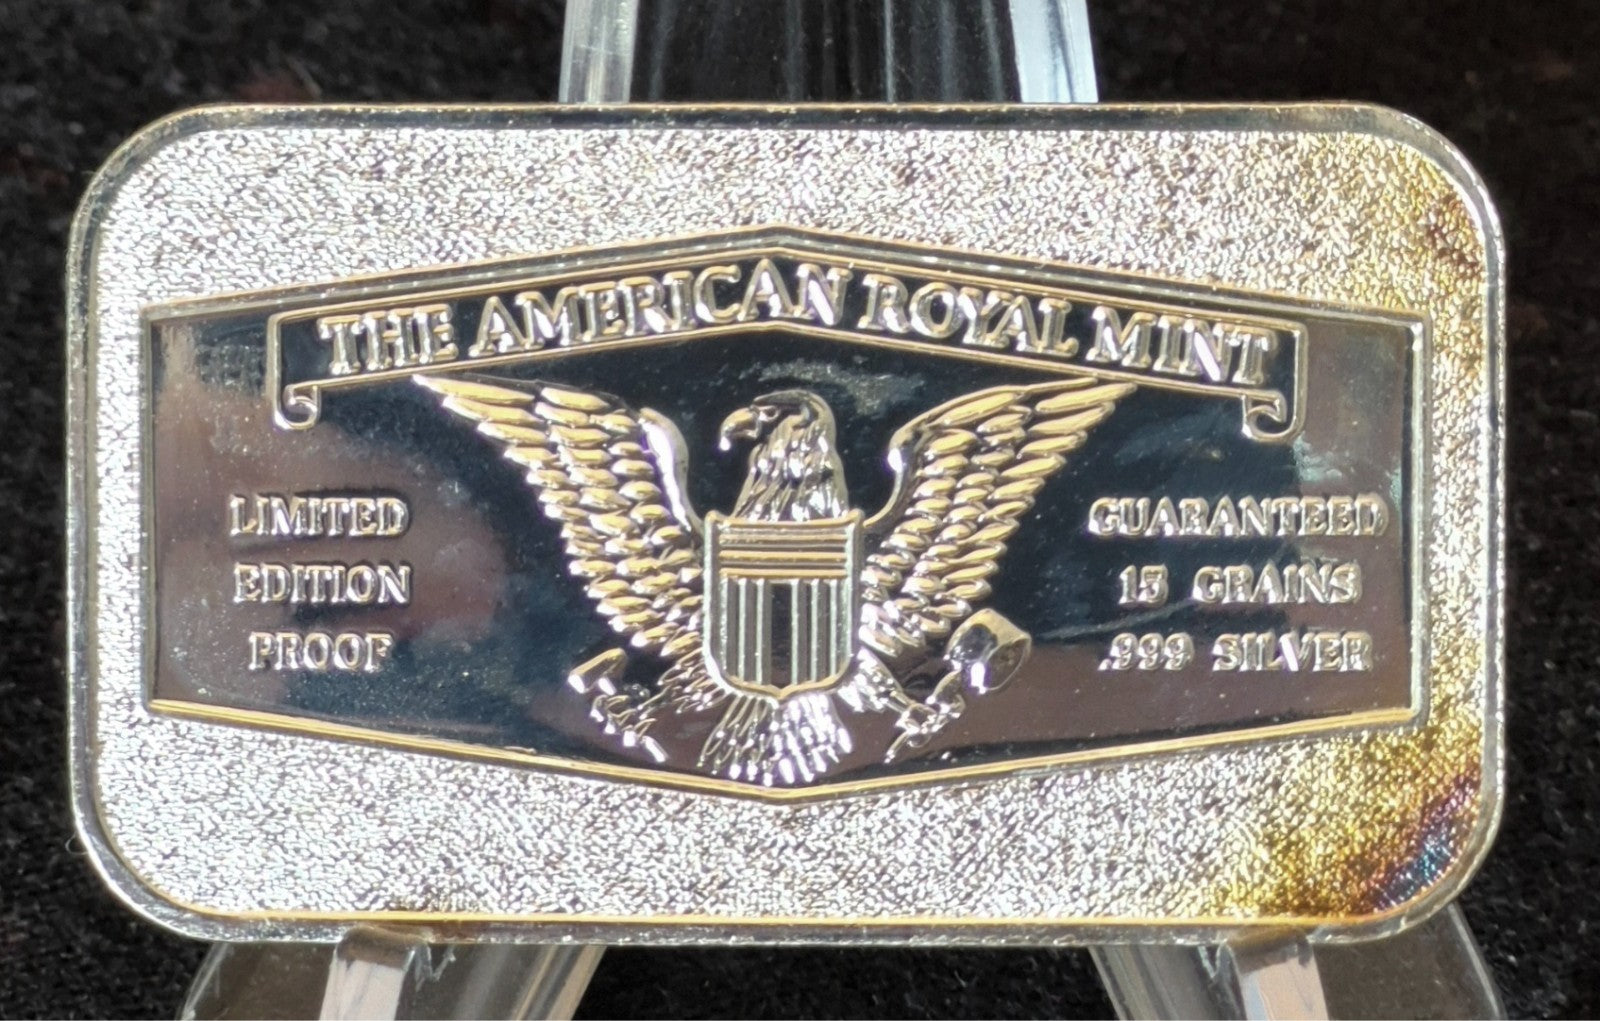 THE AMERICAN ROYAL MINT
LIMITED
EDITION
PROOF
GUARANTEED
15 GRAINS
.999 SILVER